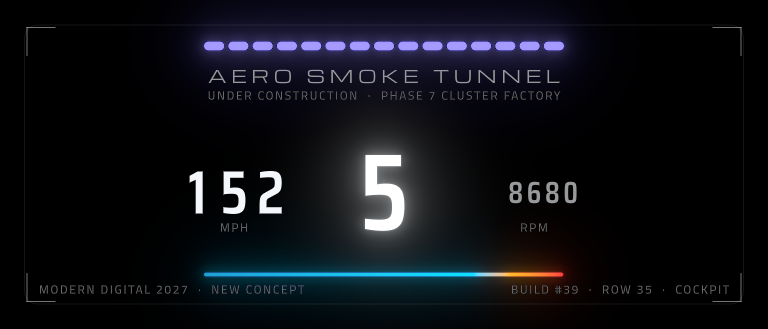 AERO SMOKE TUNNEL
UNDER CONSTRUCTION · PHASE 7 CLUSTER FACTORY
152
MPH
5
8680
RPM
MODERN DIGITAL 2027 · NEW CONCEPT
BUILD #39 · ROW 35 · COCKPIT